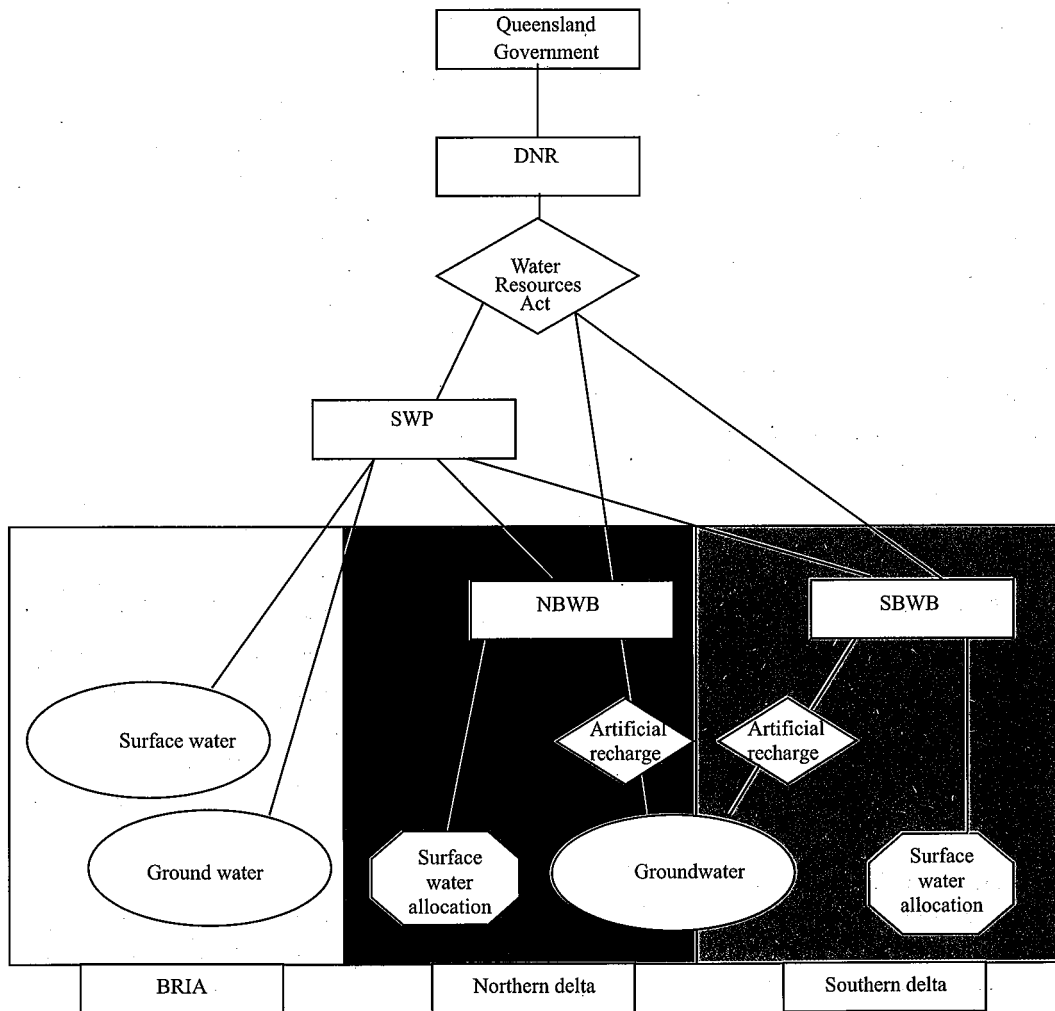 Queensland
Government
DNR
Water
Resources
Act
SWP
NBWB
SBWB
Surface water
Artificial
recharge
Artificial
recharge
Ground water
Surface
water
allocation
Groundwater
Surface
water
allocation
BRIA
Northern delta
Southern delta